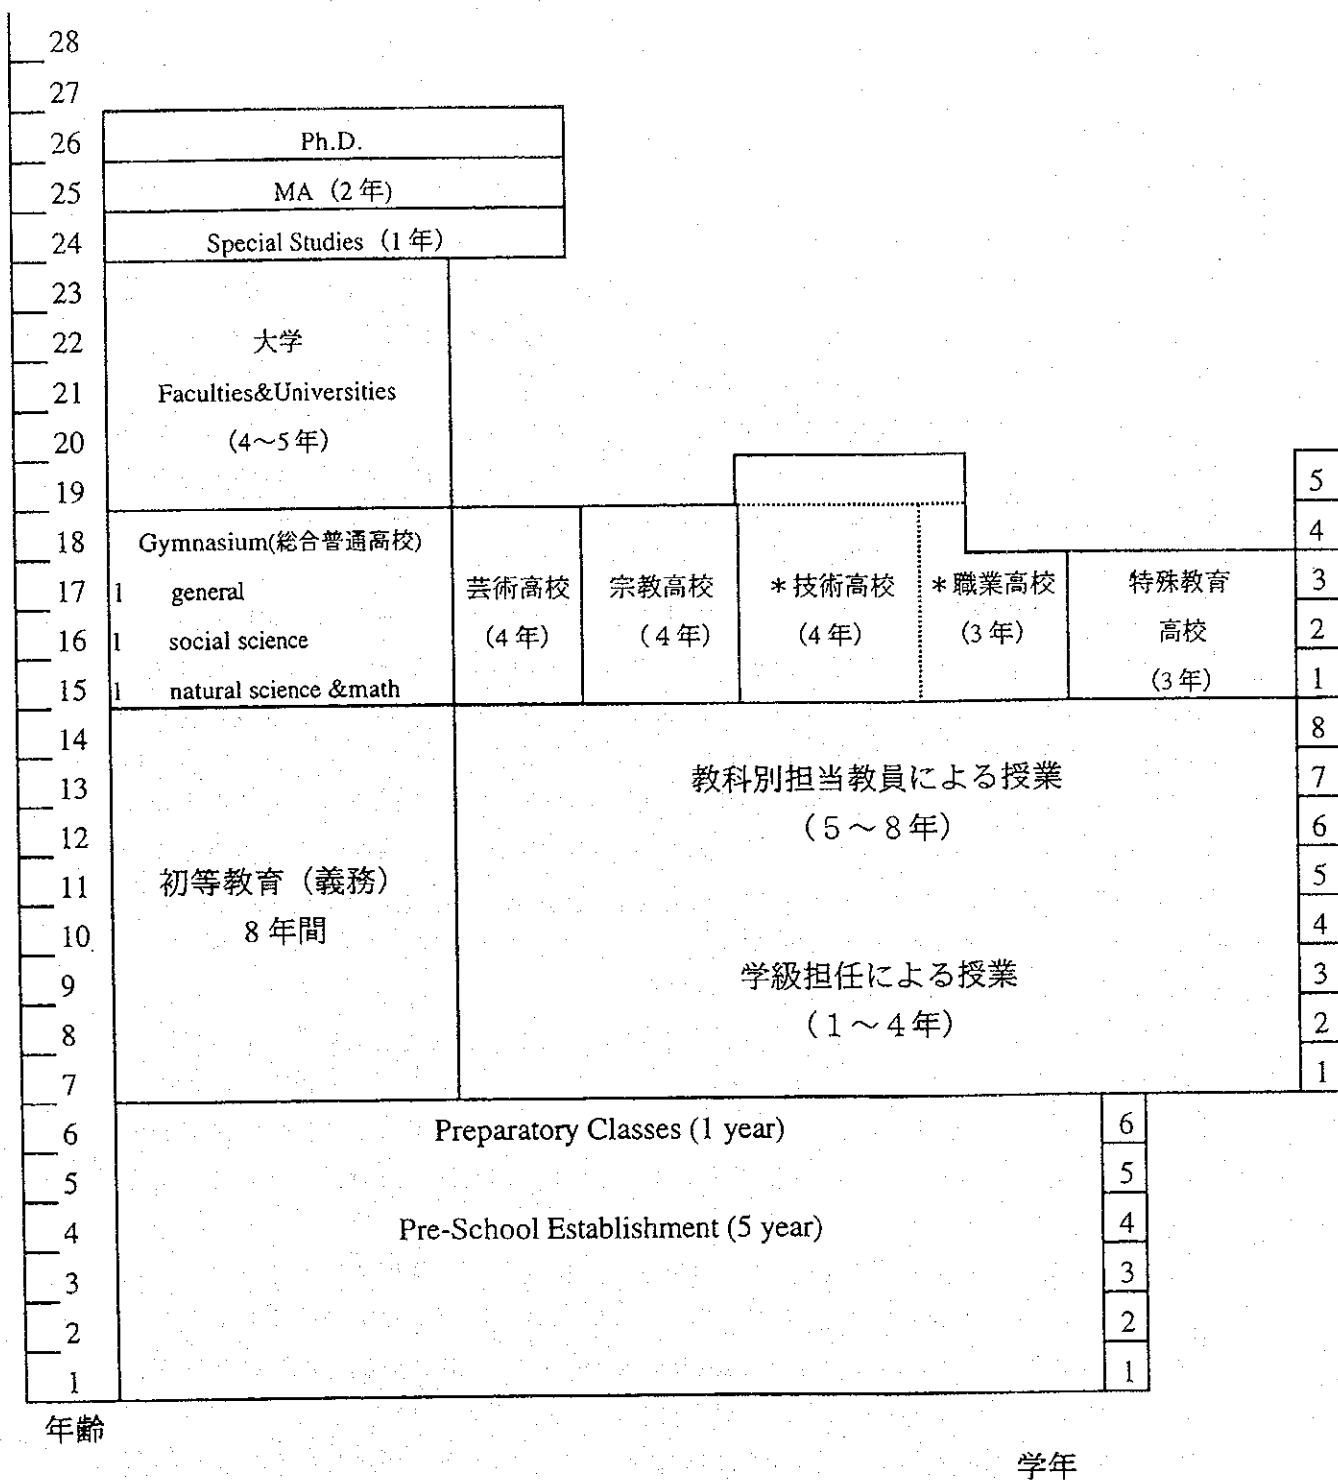 28
27
26 Ph.D.
25 MA（2年）
24 Special Studies（1年）
23
22 大学
21 Faculties&Universities
20 （4～5年）
19 5
18 Gymnasium(総合普通高校) 4
17 1 general 芸術高校 宗教高校 ＊技術高校 ＊職業高校 特殊教育 3
16 1 social science （4年） （4年） （4年） （3年） 高校 2
15 1 natural science &math （3年） 1
14 8
13 教科別担当教員による授業 7
12 （5～8年） 6
11 初等教育（義務） 5
10 8年間 4
9 学級担任による授業 3
8 （1～4年） 2
7 1
6 Preparatory Classes (1 year) 6
5 5
4 Pre-School Establishment (5 year) 4
3 3
2 2
1 1
年齢
学年